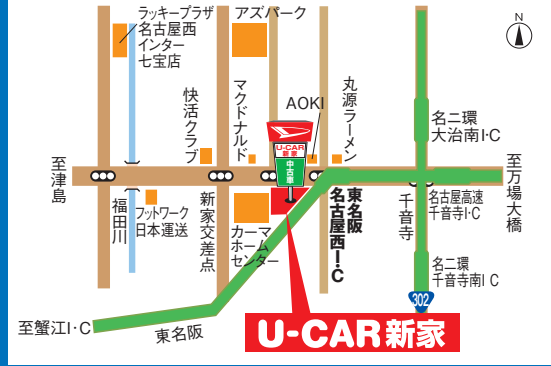 ラッキープラザ
名古屋西
インター
七宝店
アズパーク
N
快活クラブ
マクドナルド
AOKI
丸源ラーメン
名二環
大治南I・C
U-CAR
新家
中古車
至津島
至万場大橋
福田川
フットワーク
日本運送
新家交差点
カーマ
ホーム
センター
東名阪
名古屋西I・C
千音寺
名古屋高速
千音寺I・C
名二環
千音寺南I C
302
至蟹江I・C
東名阪
U-CAR新家